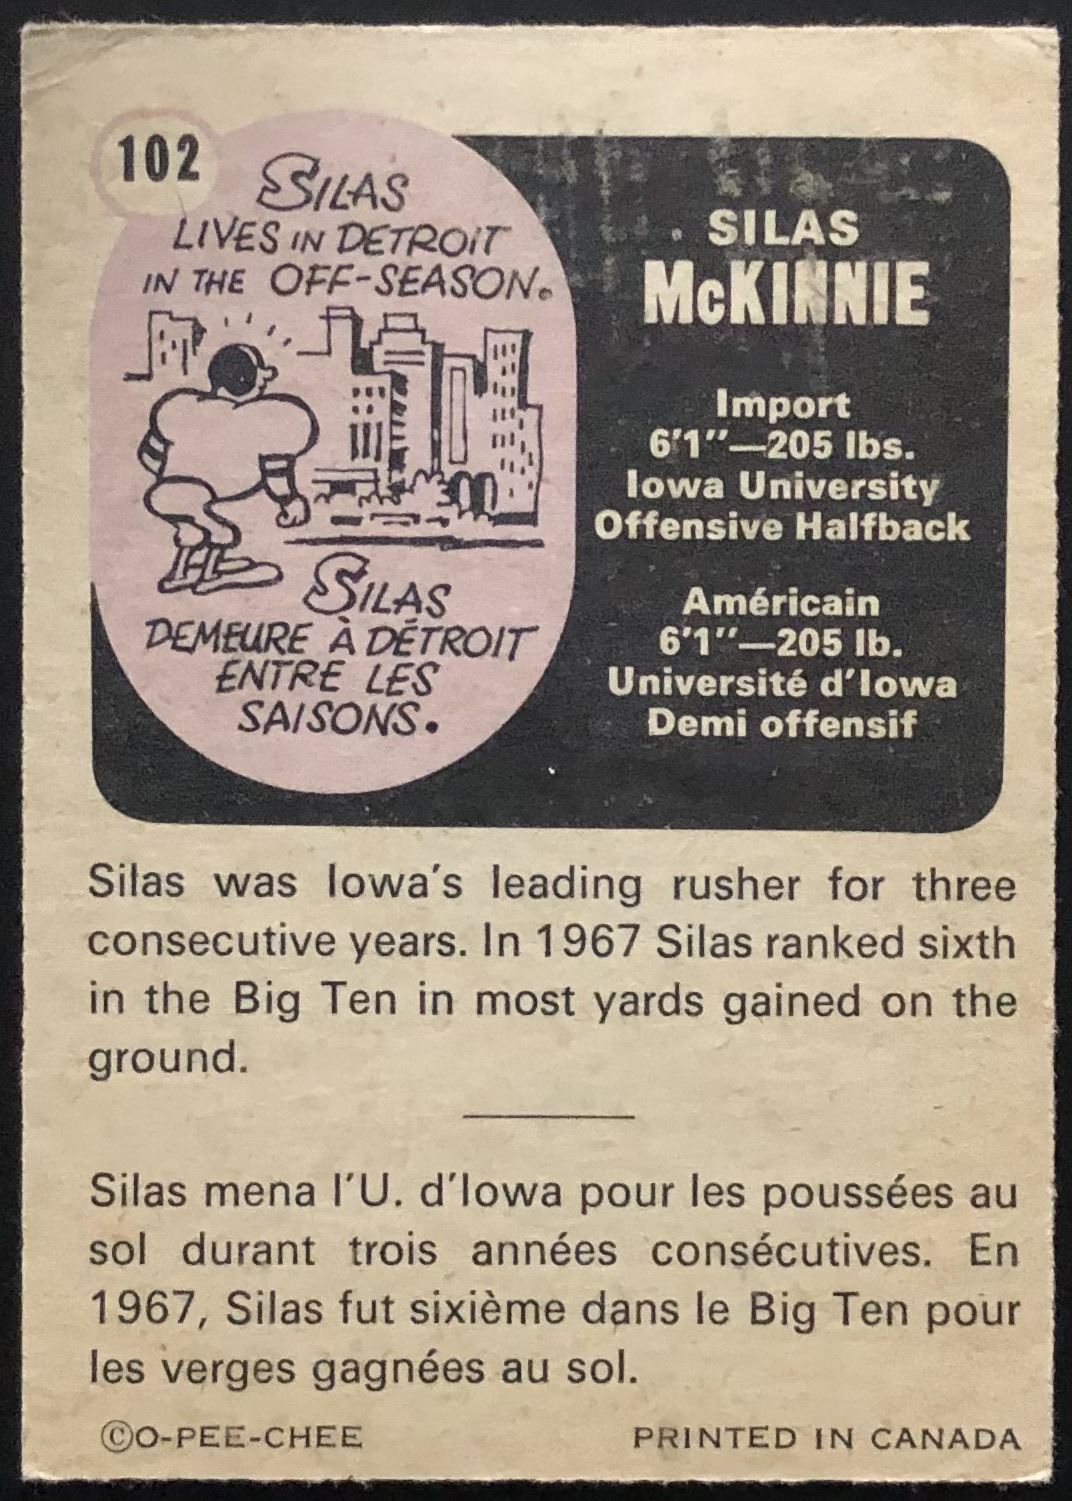 102
SILAS
LIVES IN DETROIT
IN THE OFF-SEASON.
SILAS
DEMEURE À DÉTROIT
ENTRE LES
SAISONS.
SILAS
McKINNIE
Import
6'1"—205 lbs.
Iowa University
Offensive Halfback
Américain
6'1"—205 lb.
Université d'Iowa
Demi offensif
Silas was Iowa's leading rusher for three
consecutive years. In 1967 Silas ranked sixth
in the Big Ten in most yards gained on the
ground.
Silas mena l'U. d'Iowa pour les poussées au
sol durant trois années consécutives. En
1967, Silas fut sixième dans le Big Ten pour
les verges gagnées au sol.
©O-PEE-CHEE
PRINTED IN CANADA